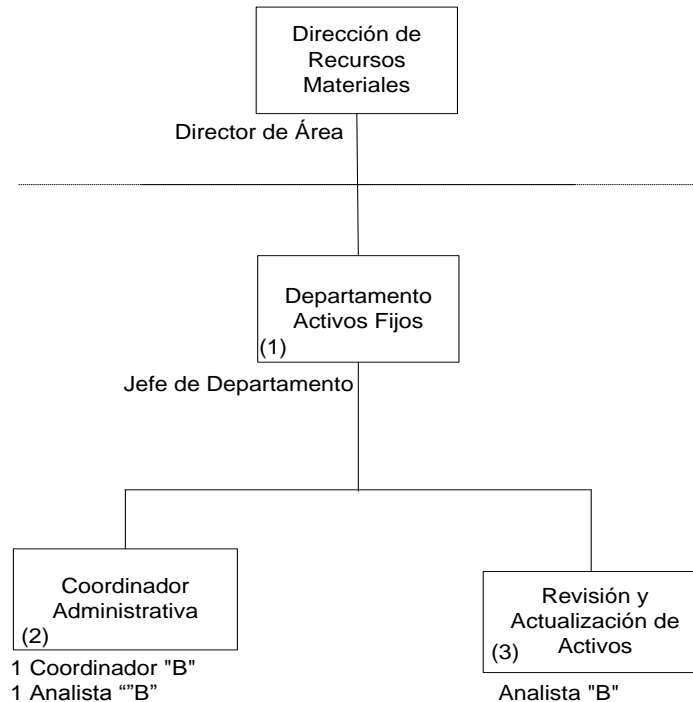 Dirección de
Recursos
Materiales
Director de Área
Departamento
Activos Fijos
(1)
Jefe de Departamento
Coordinador
Administrativa
(2)
1 Coordinador "B"
1 Analista “”B”
Revisión y
Actualización de
Activos
(3)
Analista "B"